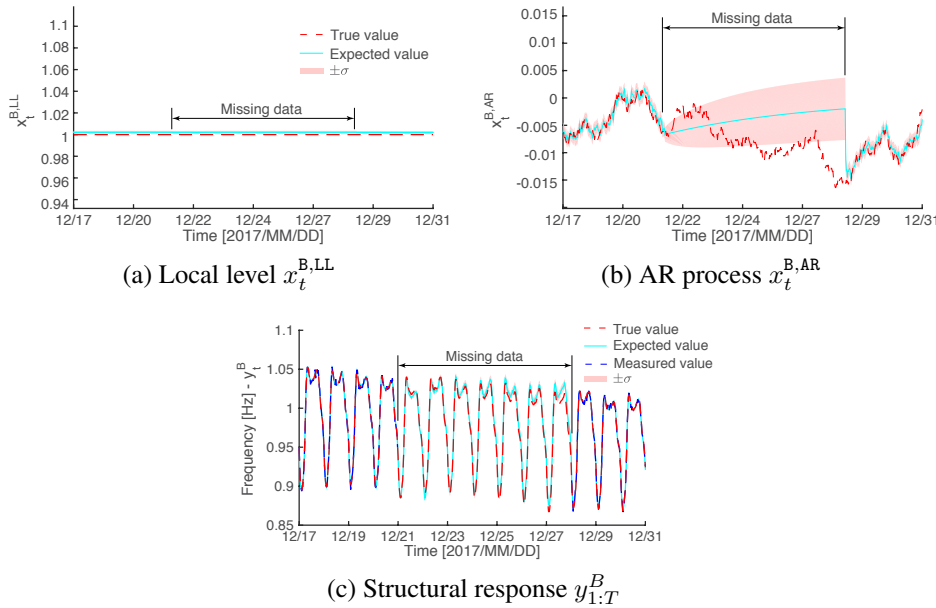 1.1
1.08
1.06
1.04
1.02
1
0.98
0.96
0.94
x_t^{B,LL}
True value
Expected value
±σ
Missing data
12/17 12/20 12/22 12/24 12/27 12/29 12/31
Time [2017/MM/DD]
(a) Local level x_t^{B,LL}
0.015
0.01
0.005
0
-0.005
-0.01
-0.015
x_t^{B,AR}
Missing data
12/17 12/20 12/22 12/24 12/27 12/29 12/31
Time [2017/MM/DD]
(b) AR process x_t^{B,AR}
1.1
1.05
1
0.95
0.9
0.85
Frequency [Hz] - y_t^B
True value
Expected value
Measured value
±σ
Missing data
12/17 12/19 12/21 12/23 12/25 12/27 12/29 12/31
Time [2017/MM/DD]
(c) Structural response y_{1:T}^B